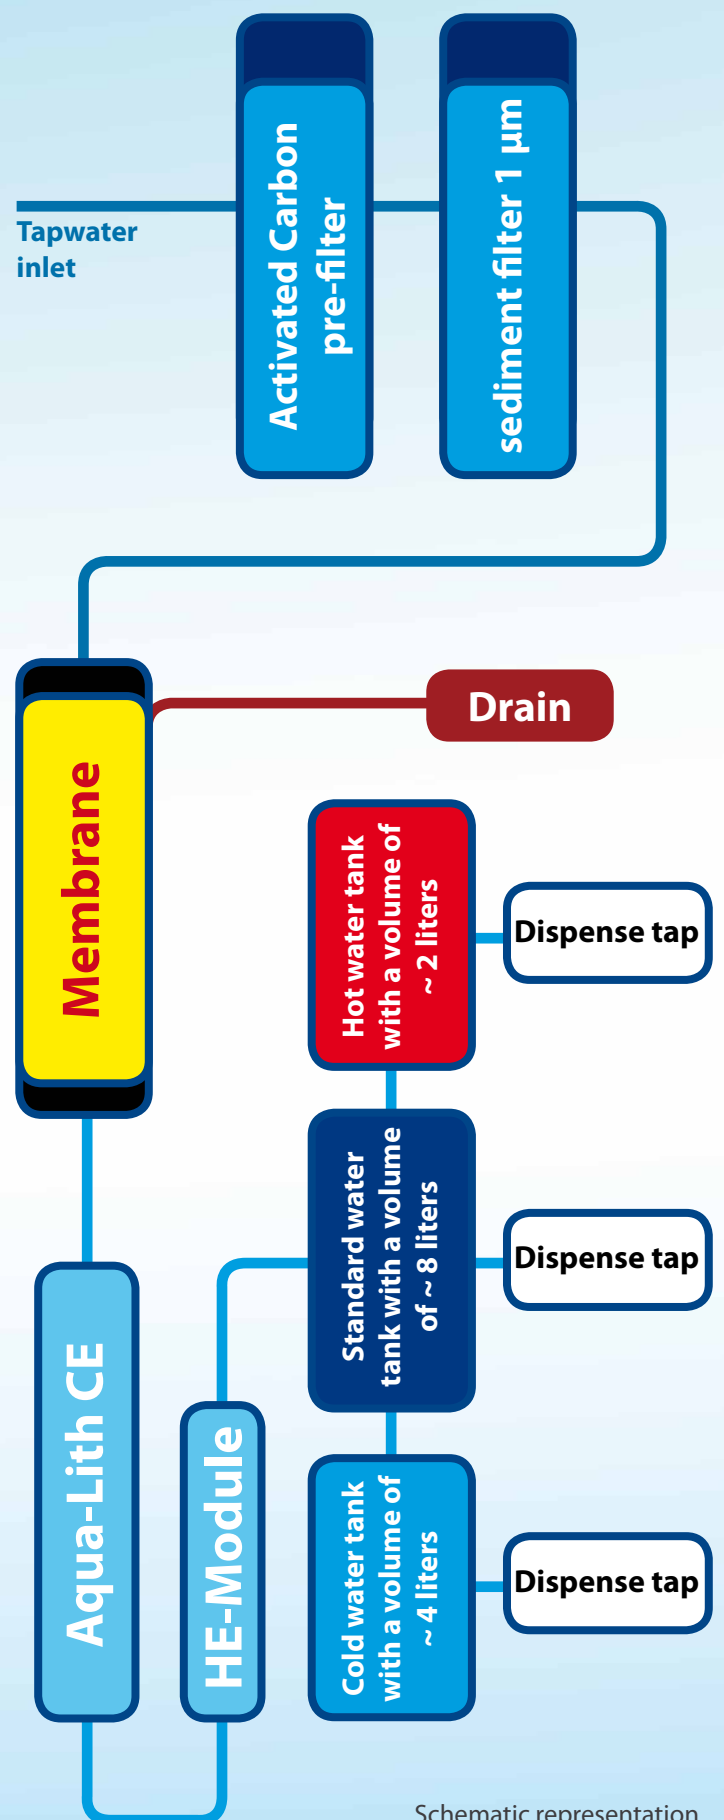 Tapwater
inlet
Activated Carbon
pre-filter
sediment filter 1 µm
Membrane
Drain
Hot water tank
with a volume of
~ 2 liters
Dispense tap
Standard water
tank with a volume
of ~ 8 liters
Dispense tap
Aqua-Lith CE
HE-Module
Cold water tank
with a volume of
~ 4 liters
Dispense tap
Schematic representation